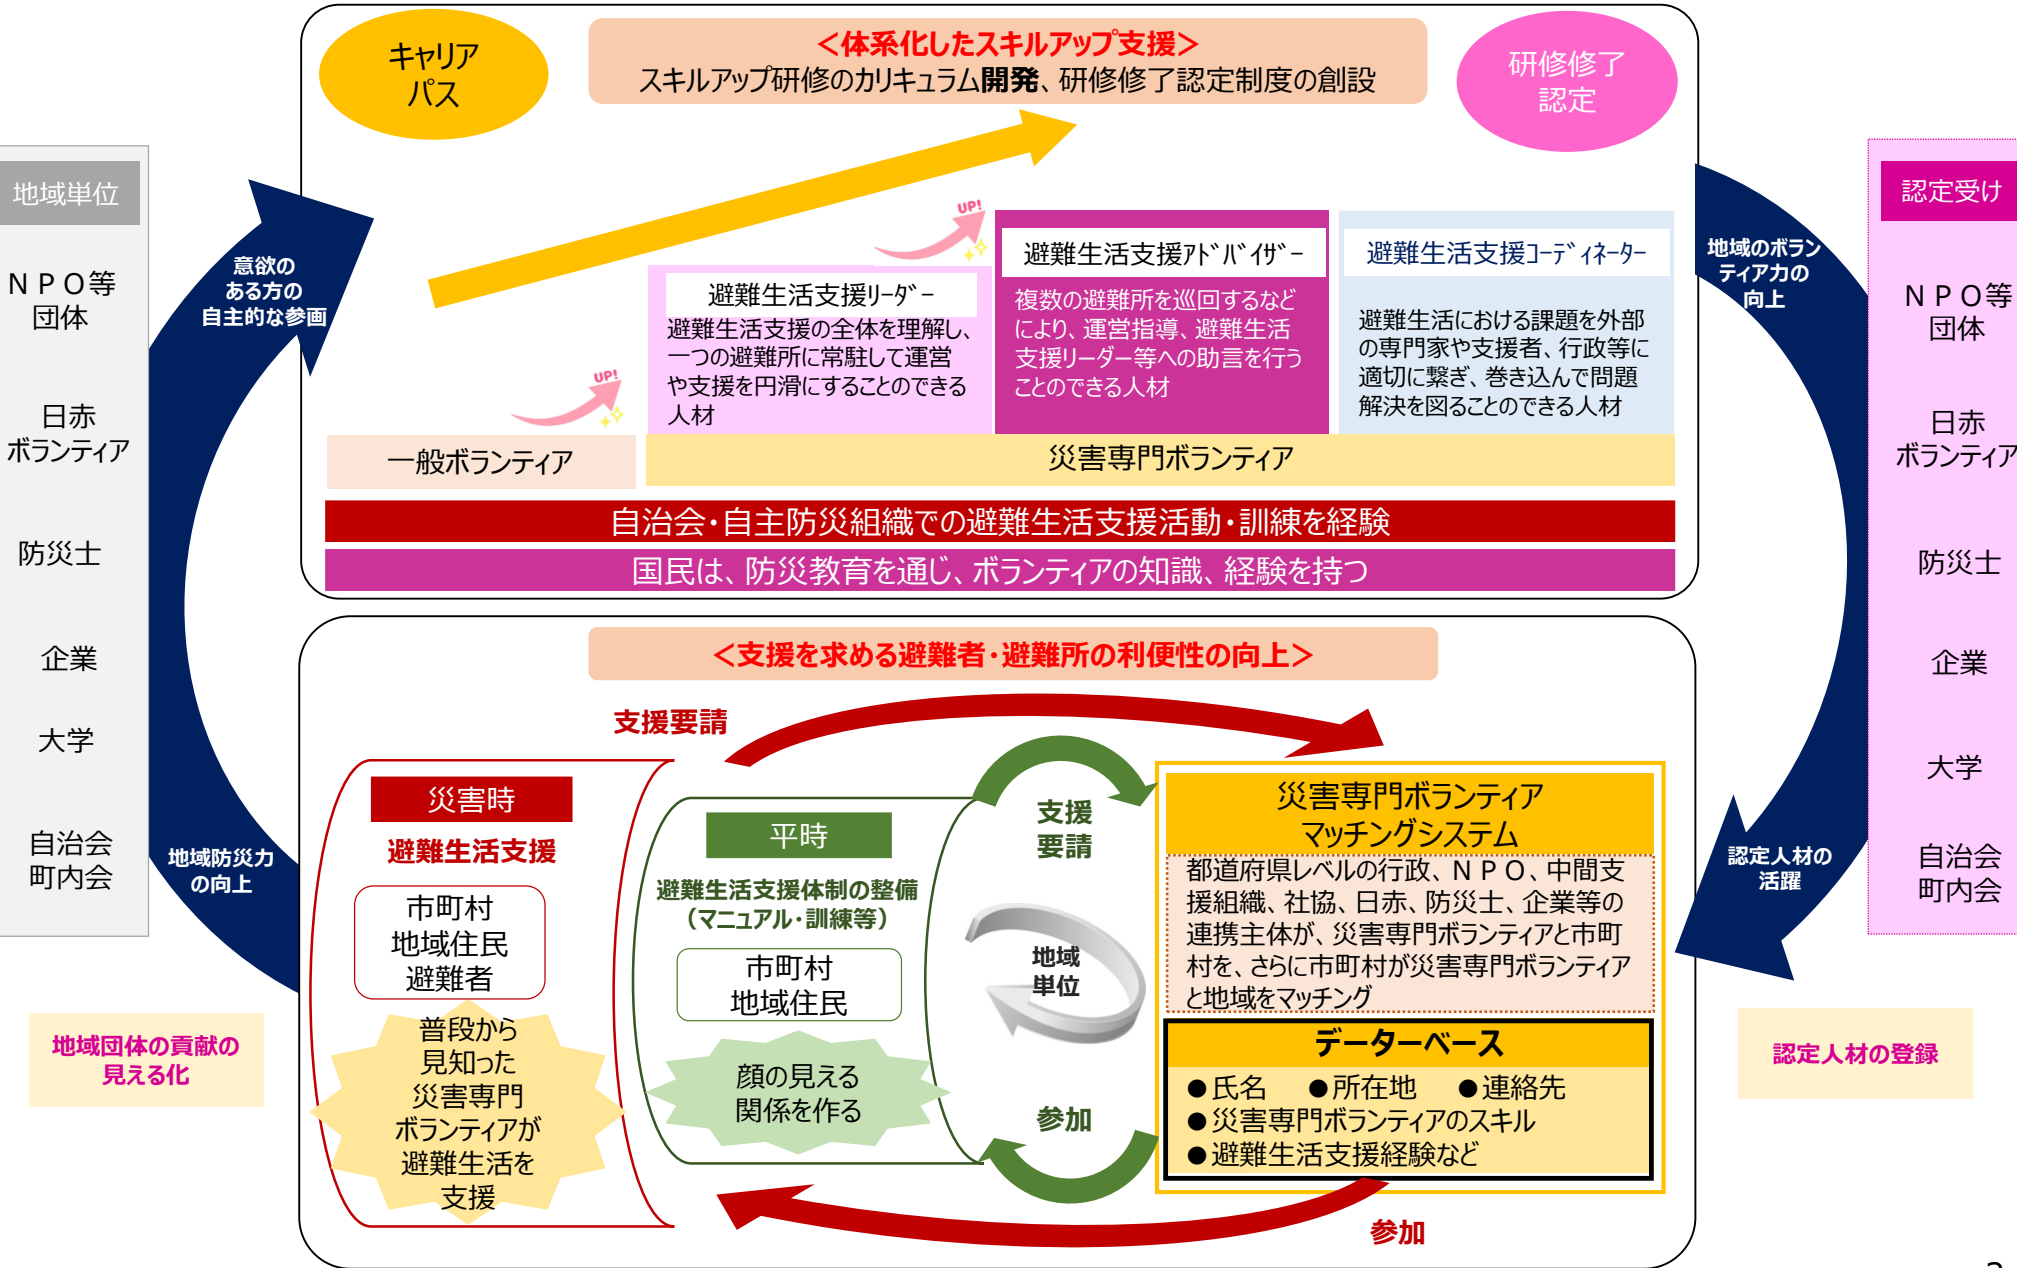 キャリア
パス
<体系化したスキルアップ支援>
スキルアップ研修のカリキュラム開発、研修修了認定制度の創設
研修修了
認定
地域単位
NPO等
団体
日赤
ボランティア
防災士
企業
大学
自治会
町内会
意欲の
ある方の
自主的な参画
地域防災力
の向上
地域団体の貢献の
見える化
UP!
UP!
避難生活支援ﾘｰﾀﾞｰ
避難生活支援の全体を理解し、
一つの避難所に常駐して運営
や支援を円滑にすることのできる
人材
避難生活支援ｱﾄﾞﾊﾞｲｻﾞｰ
複数の避難所を巡回するなど
により、運営指導、避難生活
支援リーダー等への助言を行う
ことのできる人材
避難生活支援ｺｰﾃﾞｨﾈｰﾀｰ
避難生活における課題を外部
の専門家や支援者、行政等に
適切に繋ぎ、巻き込んで問題
解決を図ることのできる人材
一般ボランティア
災害専門ボランティア
自治会・自主防災組織での避難生活支援活動・訓練を経験
国民は、防災教育を通じ、ボランティアの知識、経験を持つ
<支援を求める避難者・避難所の利便性の向上>
支援要請
災害時
避難生活支援
市町村
地域住民
避難者
普段から
見知った
災害専門
ボランティアが
避難生活を
支援
平時
避難生活支援体制の整備
(マニュアル・訓練等)
市町村
地域住民
顔の見える
関係を作る
支援
要請
地域
単位
参加
参加
災害専門ボランティア
マッチングシステム
都道府県レベルの行政、NPO、中間支
援組織、社協、日赤、防災士、企業等の
連携主体が、災害専門ボランティアと市町
村を、さらに市町村が災害専門ボランティア
と地域をマッチング
データーベース
●氏名 ●所在地 ●連絡先
●災害専門ボランティアのスキル
●避難生活支援経験など
地域のボラン
ティア力の
向上
認定人材の
活躍
認定受け
NPO等
団体
日赤
ボランティア
防災士
企業
大学
自治会
町内会
認定人材の登録